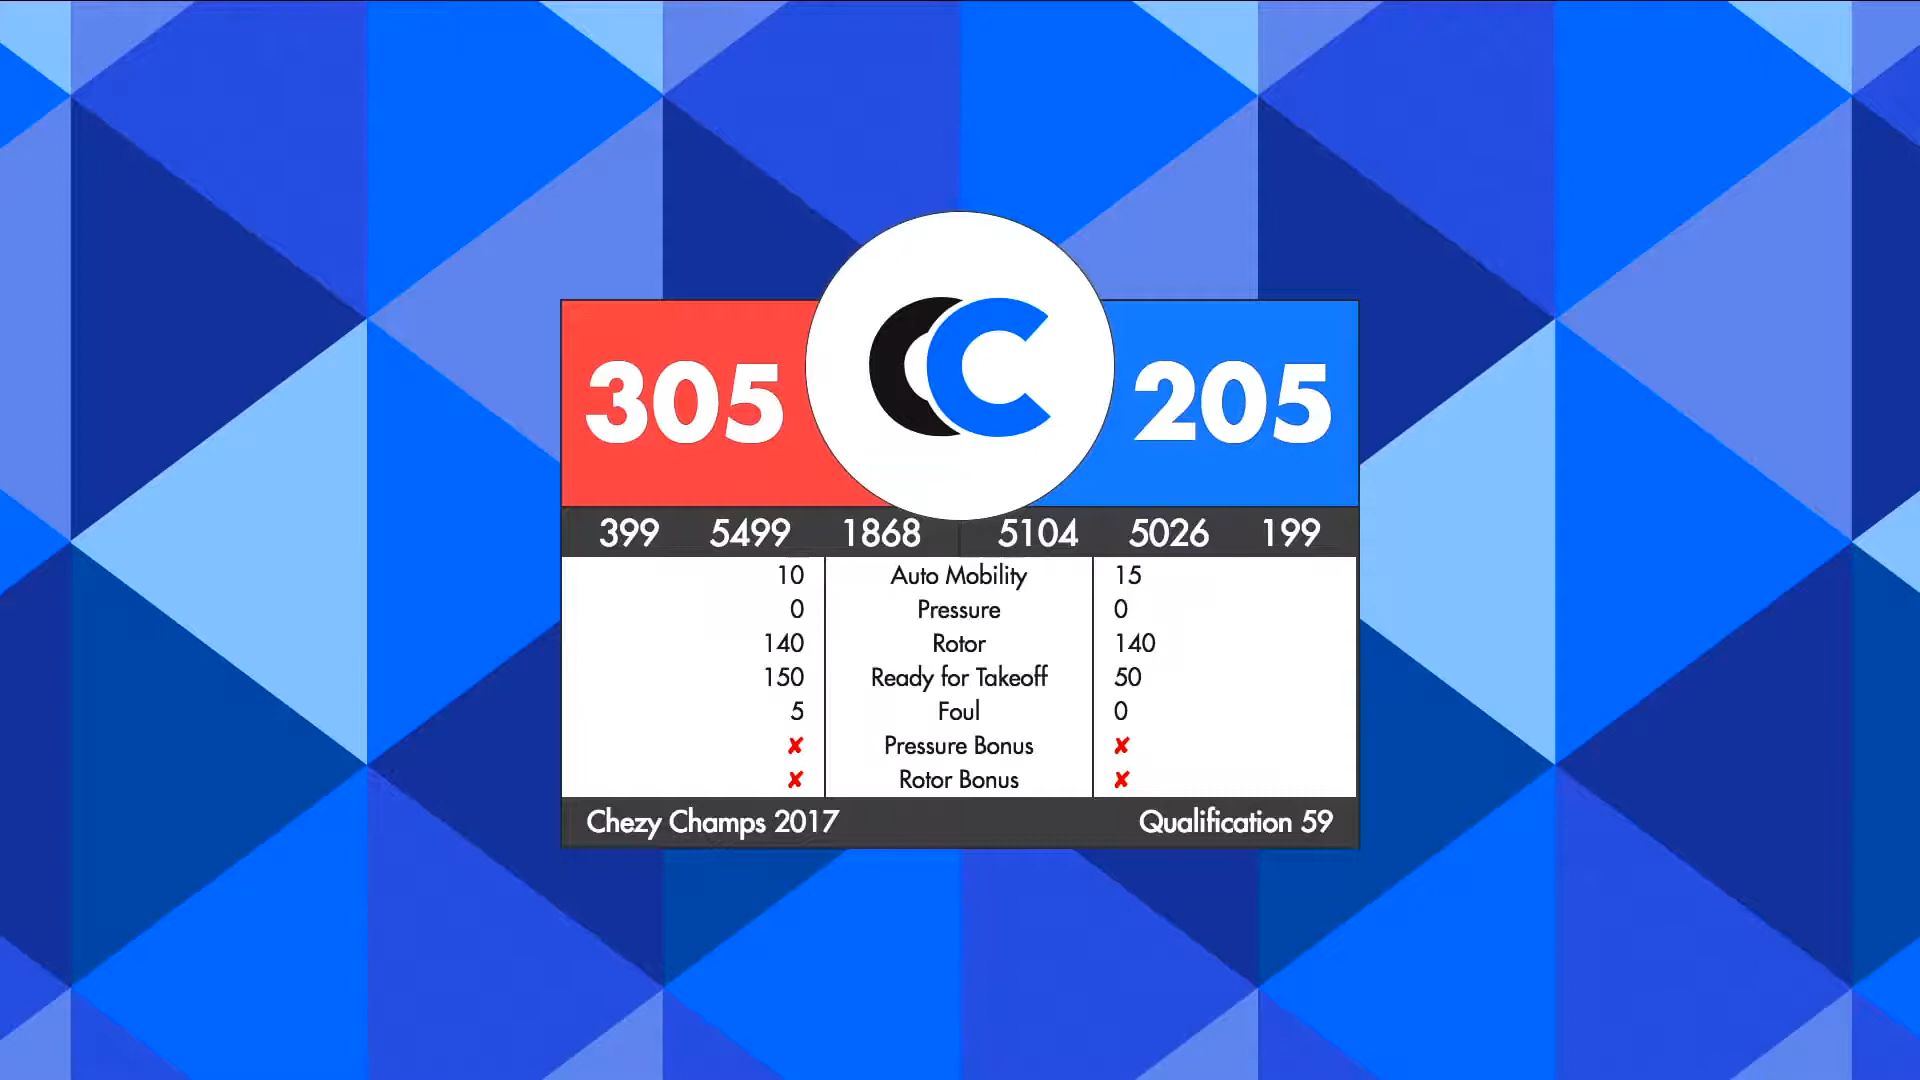 305 CC 205
399 5499 1868 5104 5026 199
10 Auto Mobility 15
0 Pressure 0
140 Rotor 140
150 Ready for Takeoff 50
5 Foul 0
✘ Pressure Bonus ✘
✘ Rotor Bonus ✘
Chezy Champs 2017 Qualification 59